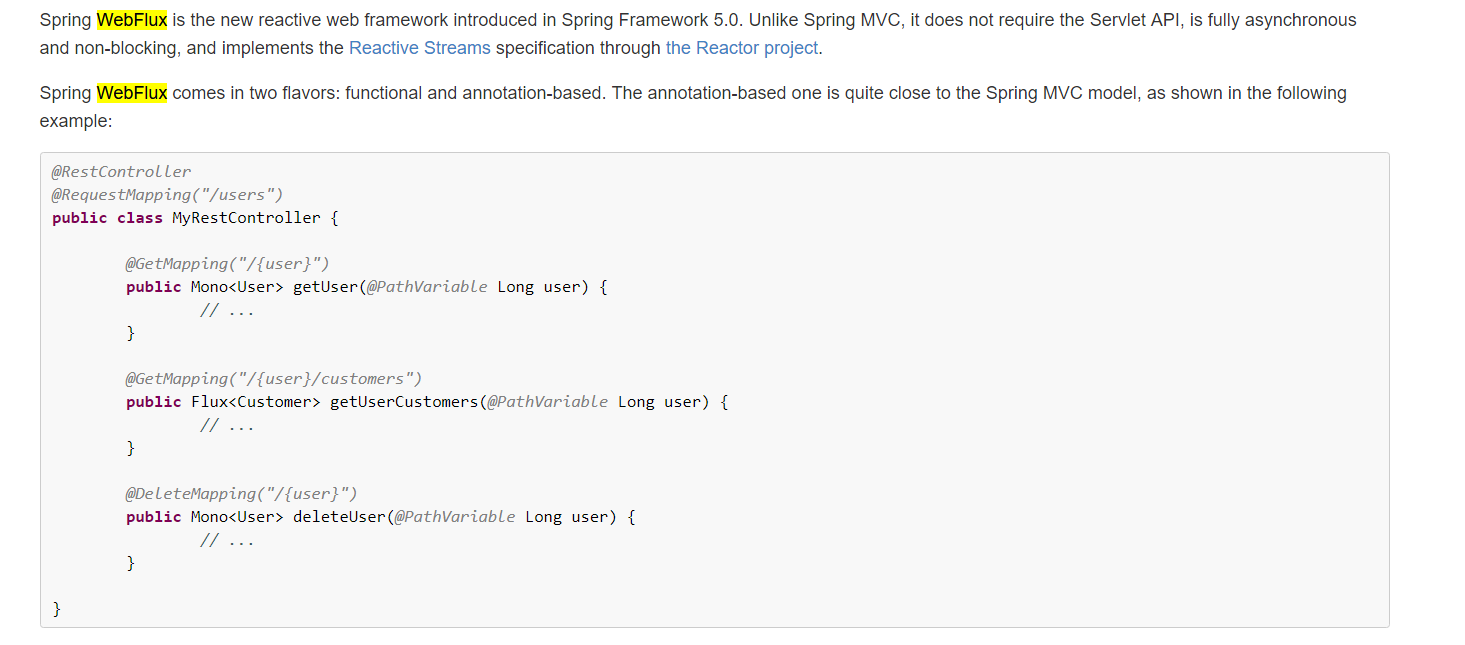 Spring WebFlux is the new reactive web framework introduced in Spring Framework 5.0. Unlike Spring MVC, it does not require the Servlet API, is fully asynchronous
and non-blocking, and implements the Reactive Streams specification through the Reactor project.
Spring WebFlux comes in two flavors: functional and annotation-based. The annotation-based one is quite close to the Spring MVC model, as shown in the following
example:
@RestController
@RequestMapping("/users")
public class MyRestController {
@GetMapping("/{user}")
public Mono<User> getUser(@PathVariable Long user) {
// ...
}
@GetMapping("/{user}/customers")
public Flux<Customer> getUserCustomers(@PathVariable Long user) {
// ...
}
@DeleteMapping("/{user}")
public Mono<User> deleteUser(@PathVariable Long user) {
// ...
}
}